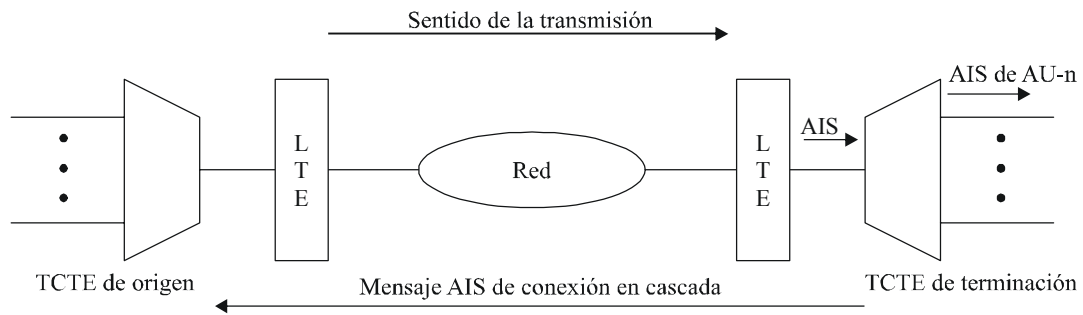 Sentido de la transmisión
AIS de AU-n
AIS
L
T
E
Red
L
T
E
TCTE de origen
Mensaje AIS de conexión en cascada
TCTE de terminación